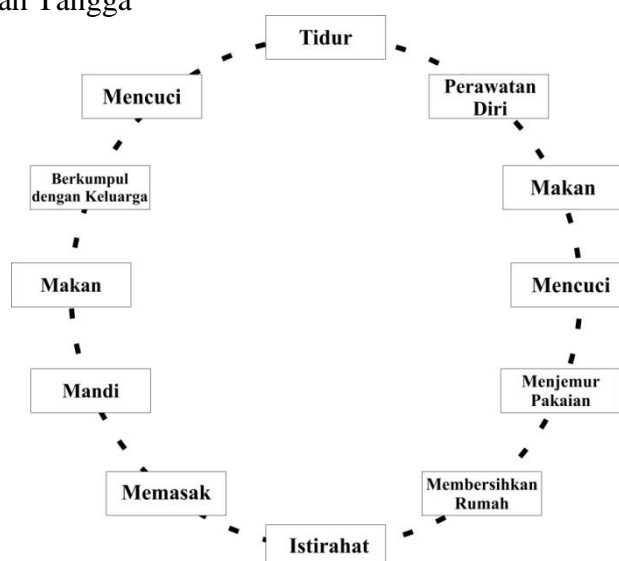 an Tangga
Tidur
Mencuci
Perawatan
Diri
Berkumpul
dengan Keluarga
Makan
Makan
Mencuci
Mandi
Menjemur
Pakaian
Memasak
Membersihkan
Rumah
Istirahat